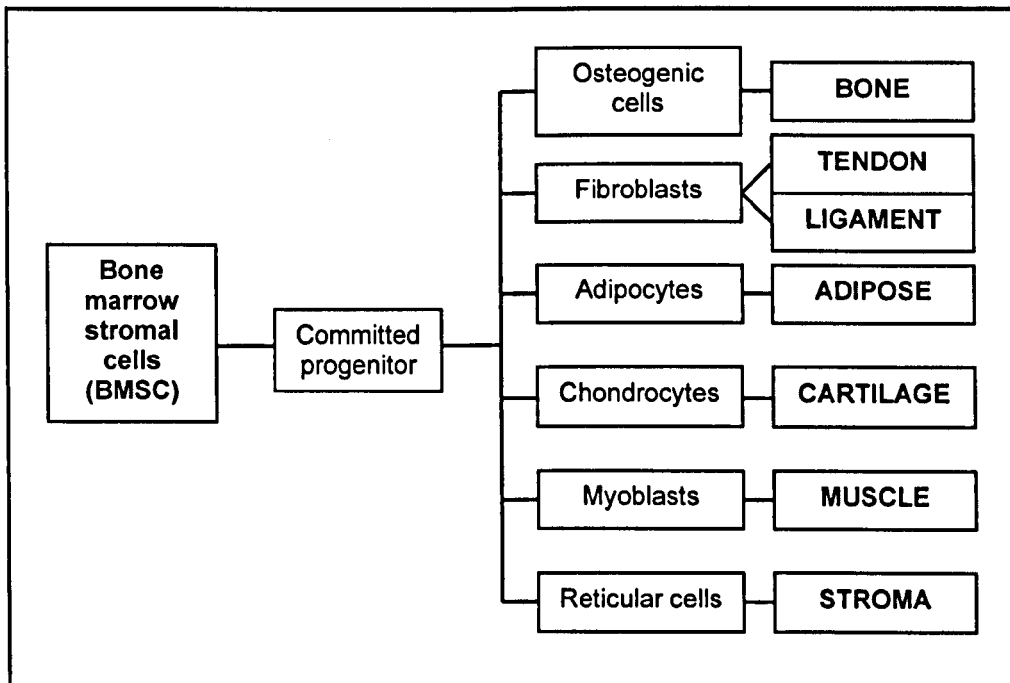 Bone
marrow
stromal
cells
(BMSC)
Committed
progenitor
Osteogenic
cells
BONE
Fibroblasts
TENDON
LIGAMENT
Adipocytes
ADIPOSE
Chondrocytes
CARTILAGE
Myoblasts
MUSCLE
Reticular cells
STROMA